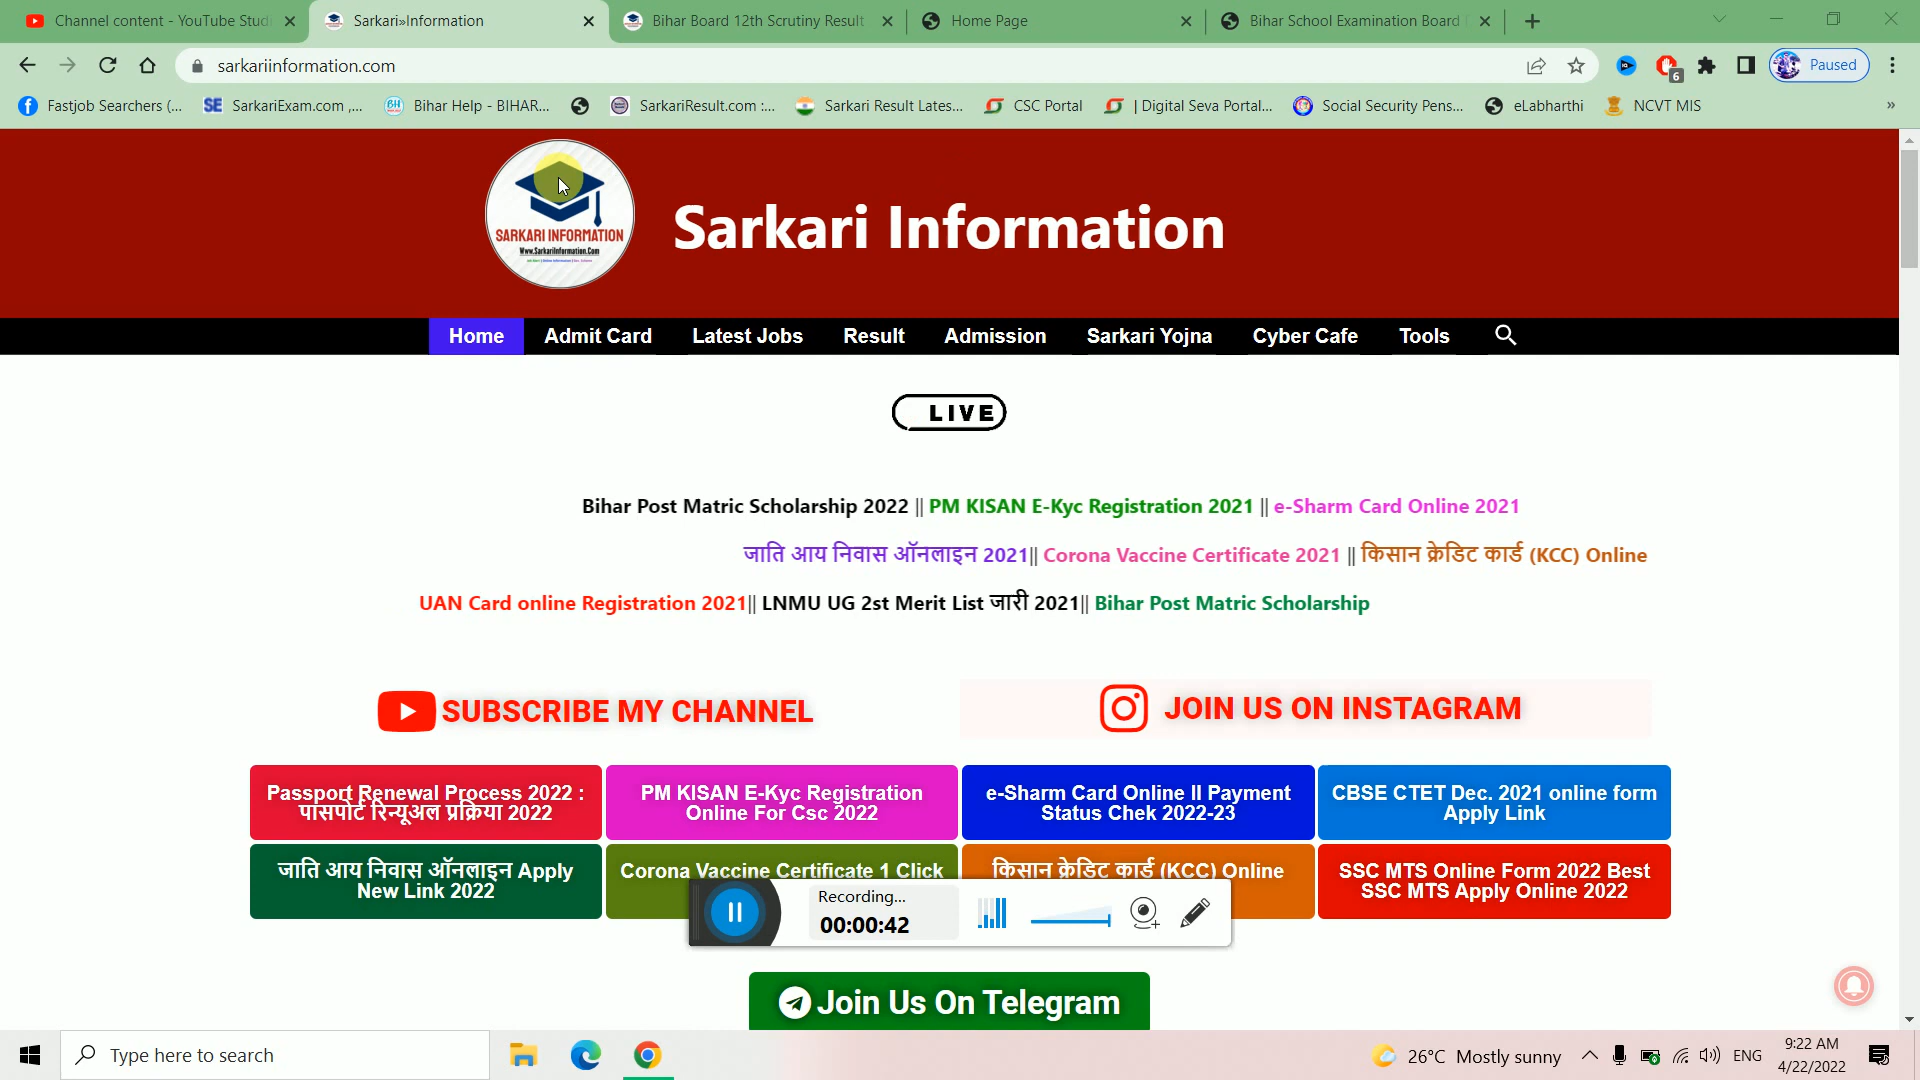 Channel content - YouTube Studi
Sarkari»Information
Bihar Board 12th Scrutiny Result
Home Page
Bihar School Examination Board
sarkariinformation.com
6
Paused
Fastjob Searchers (...
SE SarkariExam.com ,...
BH Bihar Help - BIHAR...
SarkariResult.com :...
Sarkari Result Lates...
CSC Portal
| Digital Seva Portal...
Social Security Pens...
eLabharthi
NCVT MIS
»
SARKARI INFORMATION
Www.SarkariInformation.Com
Sarkari Information
Home Admit Card Latest Jobs Result Admission Sarkari Yojna Cyber Cafe Tools
LIVE
Bihar Post Matric Scholarship 2022 || PM KISAN E-Kyc Registration 2021 || e-Sharm Card Online 2021
जाति आय निवास ऑनलाइन 2021|| Corona Vaccine Certificate 2021 || किसान क्रेडिट कार्ड (KCC) Online
UAN Card online Registration 2021|| LNMU UG 2st Merit List जारी 2021|| Bihar Post Matric Scholarship
SUBSCRIBE MY CHANNEL
JOIN US ON INSTAGRAM
Passport Renewal Process 2022 :
पासपोर्ट रिन्यूअल प्रक्रिया 2022
PM KISAN E-Kyc Registration
Online For Csc 2022
e-Sharm Card Online II Payment
Status Chek 2022-23
CBSE CTET Dec. 2021 online form
Apply Link
जाति आय निवास ऑनलाइन Apply
New Link 2022
Corona Vaccine Certificate 1 Click
किसान क्रेडिट कार्ड (KCC) Online
SSC MTS Online Form 2022 Best
SSC MTS Apply Online 2022
Recording...
00:00:42
Join Us On Telegram
Type here to search
26°C Mostly sunny
ENG
9:22 AM
4/22/2022